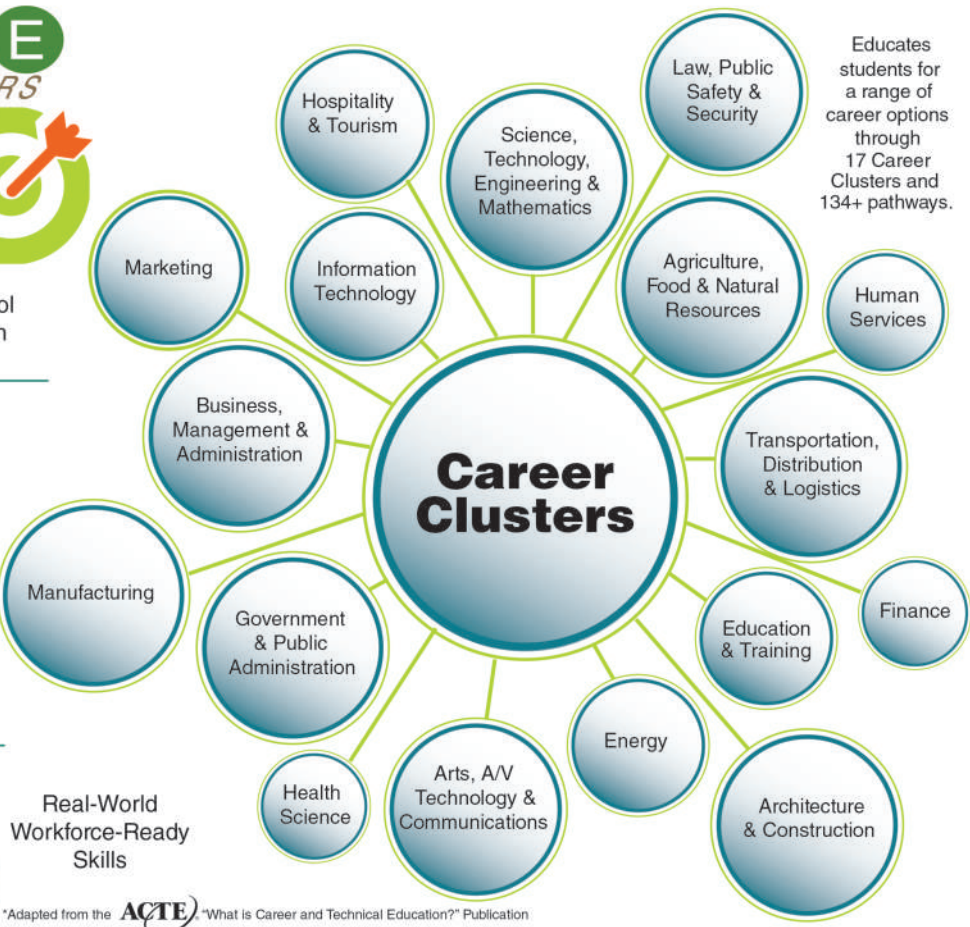 E
RS
Educates
students for
a range of
career options
through
17 Career
Clusters and
134+ pathways.
Hospitality
& Tourism
Science,
Technology,
Engineering &
Mathematics
Law, Public
Safety &
Security
Marketing
Information
Technology
Agriculture,
Food & Natural
Resources
Human
Services
Business,
Management &
Administration
Career
Clusters
Transportation,
Distribution
& Logistics
Manufacturing
Government
& Public
Administration
Education
& Training
Finance
Health
Science
Arts, A/V
Technology &
Communications
Energy
Architecture
& Construction
Real-World
Workforce-Ready
Skills
*Adapted from the ACTE), "What is Career and Technical Education?" Publication